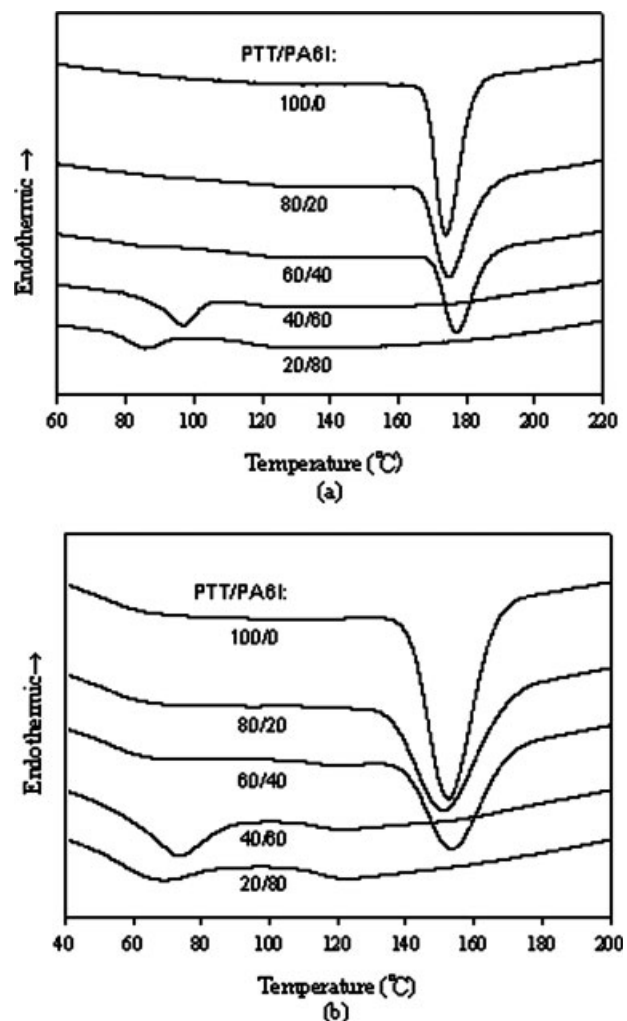 PTT/PA6I:
100/0
80/20
60/40
40/60
20/80
Endothermic →
60 80 100 120 140 160 180 200 220
Temperature (℃)
(a)
PTT/PA6I:
100/0
80/20
60/40
40/60
20/80
Endothermic→
40 60 80 100 120 140 160 180 200
Temperature (℃)
(b)